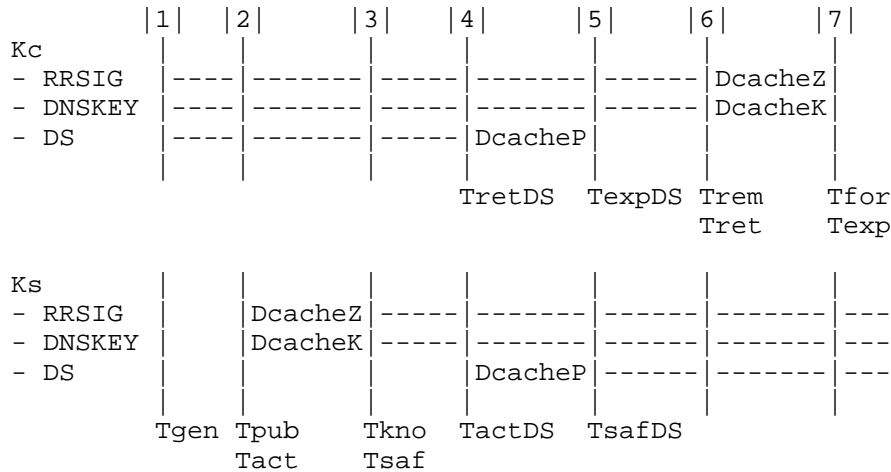 |1|  |2|     |3|   |4|     |5|    |6|     |7|
Kc        |    |       |     |       |      |       |
- RRSIG   |----|-------|-----|-------|------|DcacheZ|
- DNSKEY  |----|-------|-----|-------|------|DcacheK|
- DS      |----|-------|-----|DcacheP|      |       |
          |    |       |     |       |      |       |
                             TretDS  TexpDS Trem    Tfor
                                            Tret    Texp
Ks        |    |       |     |       |      |       |
- RRSIG   |    |DcacheZ|-----|-------|------|-------|---
- DNSKEY  |    |DcacheK|-----|-------|------|-------|---
- DS      |    |       |     |DcacheP|------|-------|---
          |    |       |     |       |      |       |
         Tgen Tpub    Tkno  TactDS  TsafDS
              Tact    Tsaf